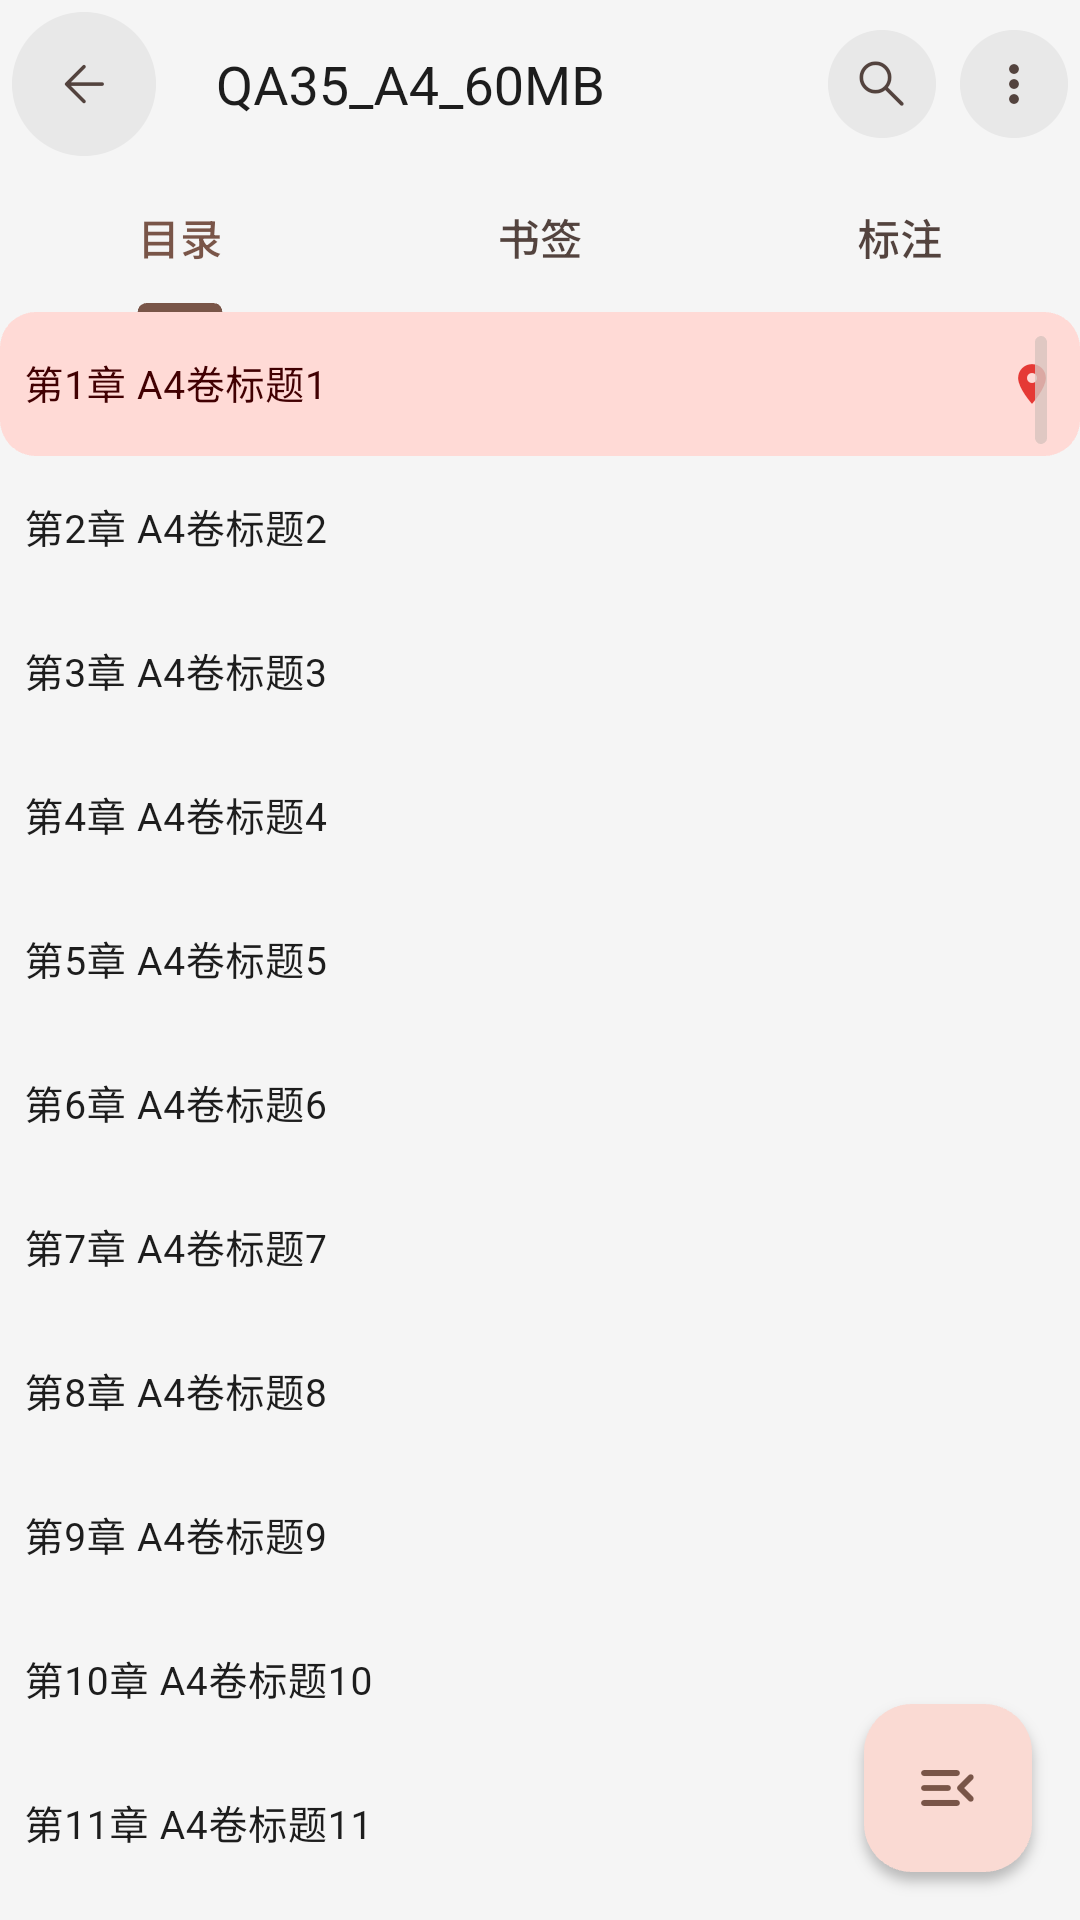 QA35_A4_60MB
目录 书签 标注
第1章 A4卷标题1
第2章 A4卷标题2
第3章 A4卷标题3
第4章 A4卷标题4
第5章 A4卷标题5
第6章 A4卷标题6
第7章 A4卷标题7
第8章 A4卷标题8
第9章 A4卷标题9
第10章 A4卷标题10
第11章 A4卷标题11